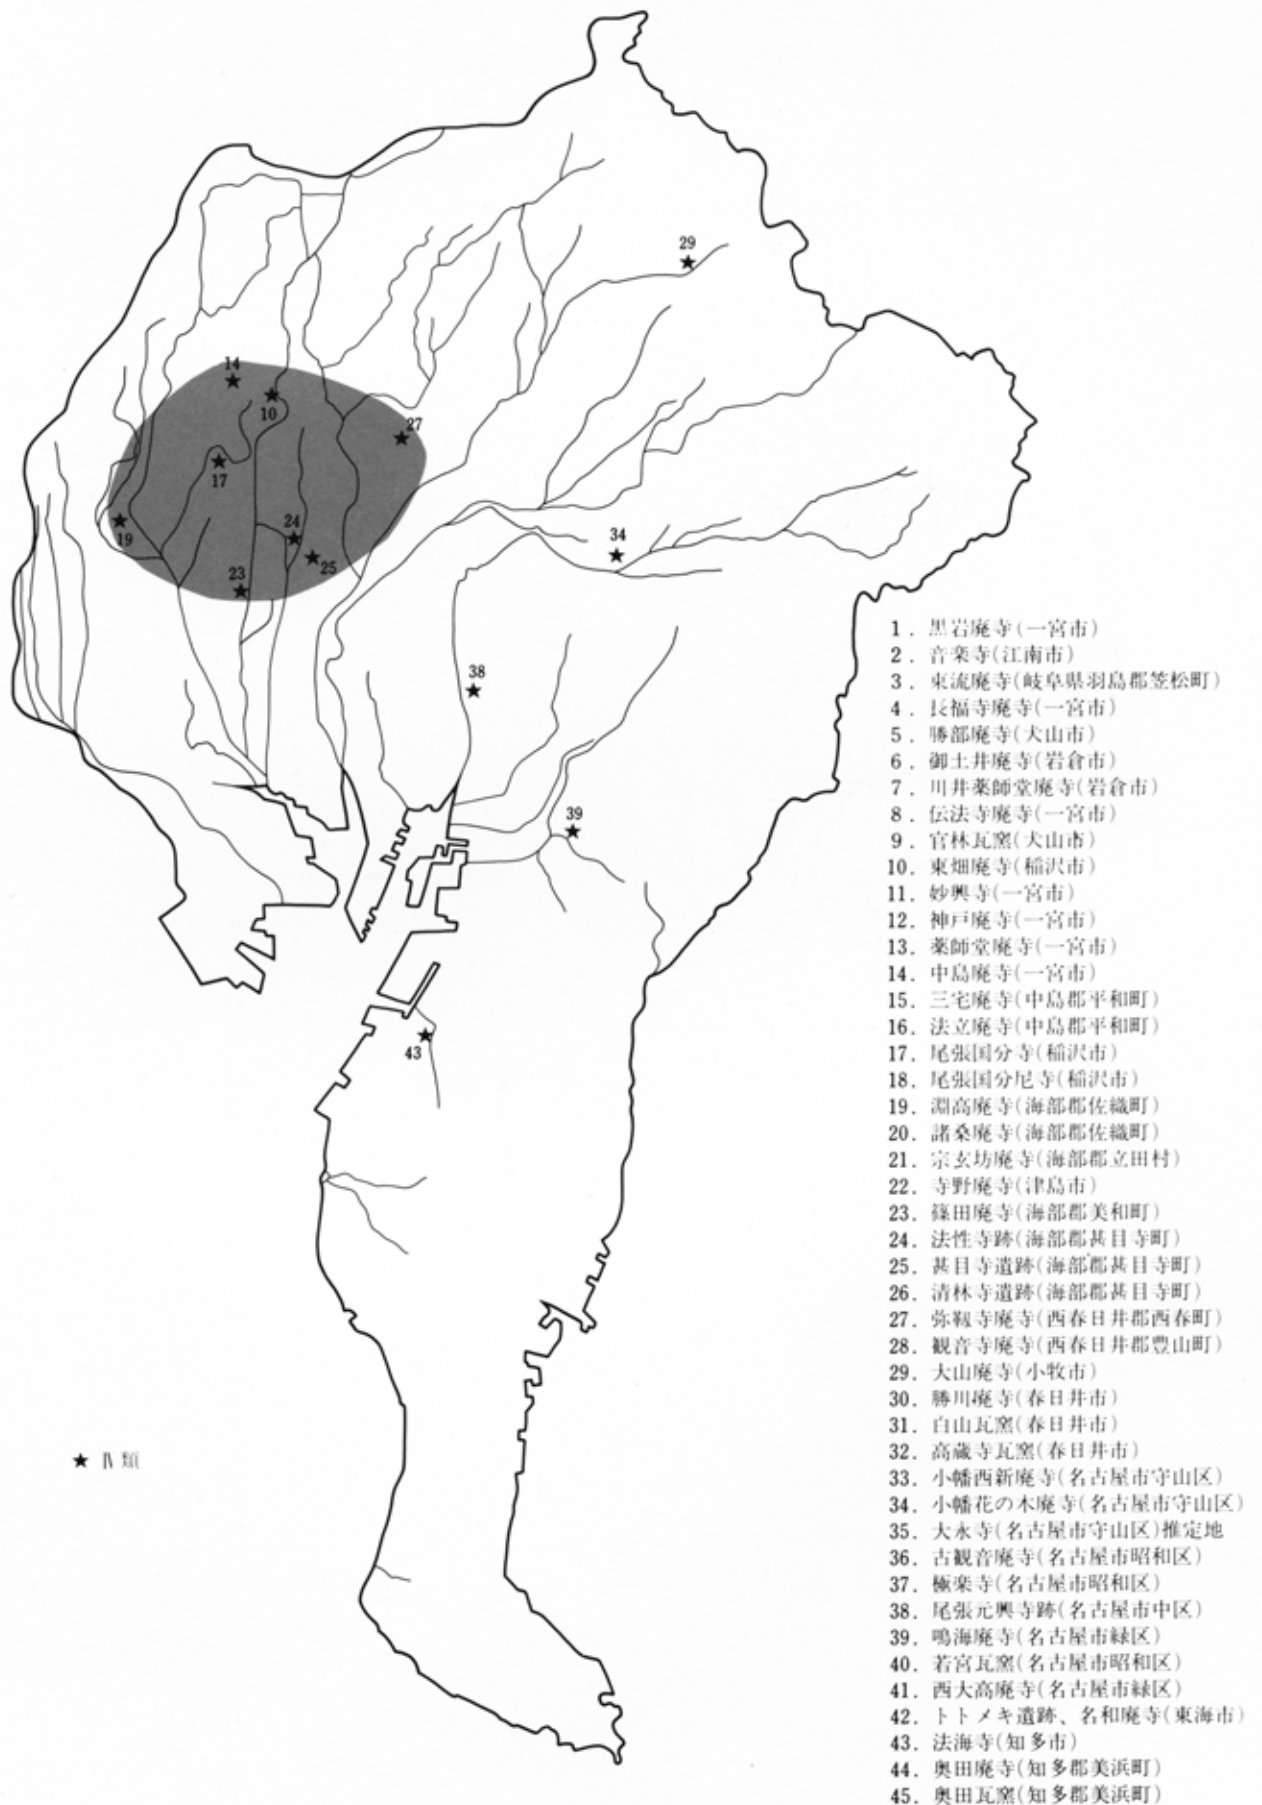 29
14
10
27
17
24
19
25
23
34
38
39
43
★ Ⅳ類
1．黒岩廃寺(一宮市)
2．音楽寺(江南市)
3．東流廃寺(岐阜県羽島郡笠松町)
4．長福寺廃寺(一宮市)
5．勝部廃寺(犬山市)
6．御土井廃寺(岩倉市)
7．川井薬師堂廃寺(岩倉市)
8．伝法寺廃寺(一宮市)
9．官林瓦窯(犬山市)
10．東畑廃寺(稲沢市)
11．妙興寺(一宮市)
12．神戸廃寺(一宮市)
13．薬師堂廃寺(一宮市)
14．中島廃寺(一宮市)
15．三宅廃寺(中島郡平和町)
16．法立廃寺(中島郡平和町)
17．尾張国分寺(稲沢市)
18．尾張国分尼寺(稲沢市)
19．淵高廃寺(海部郡佐織町)
20．諸桑廃寺(海部郡佐織町)
21．宗玄坊廃寺(海部郡立田村)
22．寺野廃寺(津島市)
23．篠田廃寺(海部郡美和町)
24．法性寺跡(海部郡甚目寺町)
25．甚目寺遺跡(海部郡甚目寺町)
26．清林寺遺跡(海部郡甚目寺町)
27．弥勒寺廃寺(西春日井郡西春町)
28．観音寺廃寺(西春日井郡豊山町)
29．大山廃寺(小牧市)
30．勝川廃寺(春日井市)
31．白山瓦窯(春日井市)
32．高蔵寺瓦窯(春日井市)
33．小幡西新廃寺(名古屋市守山区)
34．小幡花の木廃寺(名古屋市守山区)
35．大永寺(名古屋市守山区)推定地
36．古観音廃寺(名古屋市昭和区)
37．極楽寺(名古屋市昭和区)
38．尾張元興寺跡(名古屋市中区)
39．鳴海廃寺(名古屋市緑区)
40．若宮瓦窯(名古屋市昭和区)
41．西大高廃寺(名古屋市緑区)
42．トトメキ遺跡、名和廃寺(東海市)
43．法海寺(知多市)
44．奥田廃寺(知多郡美浜町)
45．奥田瓦窯(知多郡美浜町)